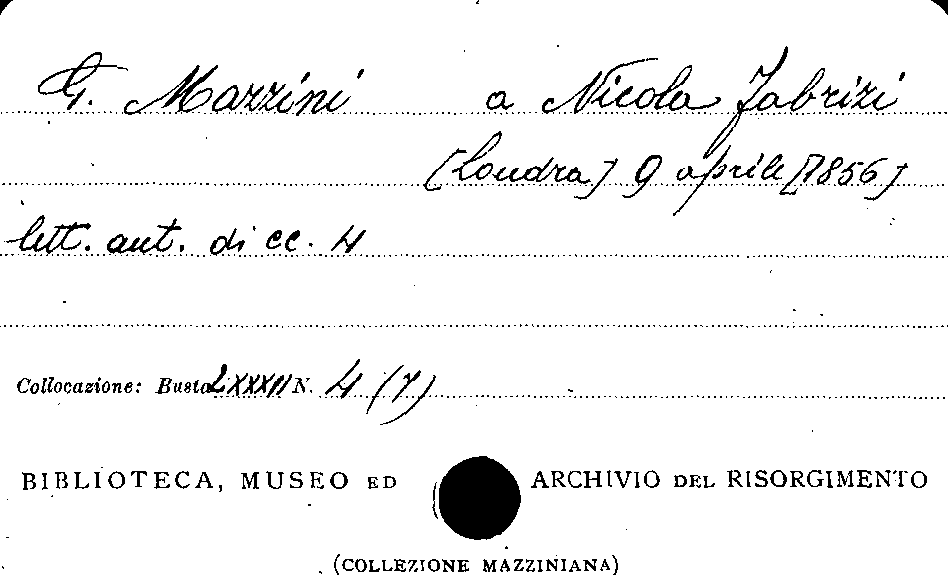 G. Mazzini a Nicola Fabrizi
[Londra] 9 aprile [1856]
lett. aut. di cc. 4
Collocazione: Busta LXXXII N. 4 (7)
BIBLIOTECA, MUSEO ED ARCHIVIO DEL RISORGIMENTO
(COLLEZIONE MAZZINIANA)